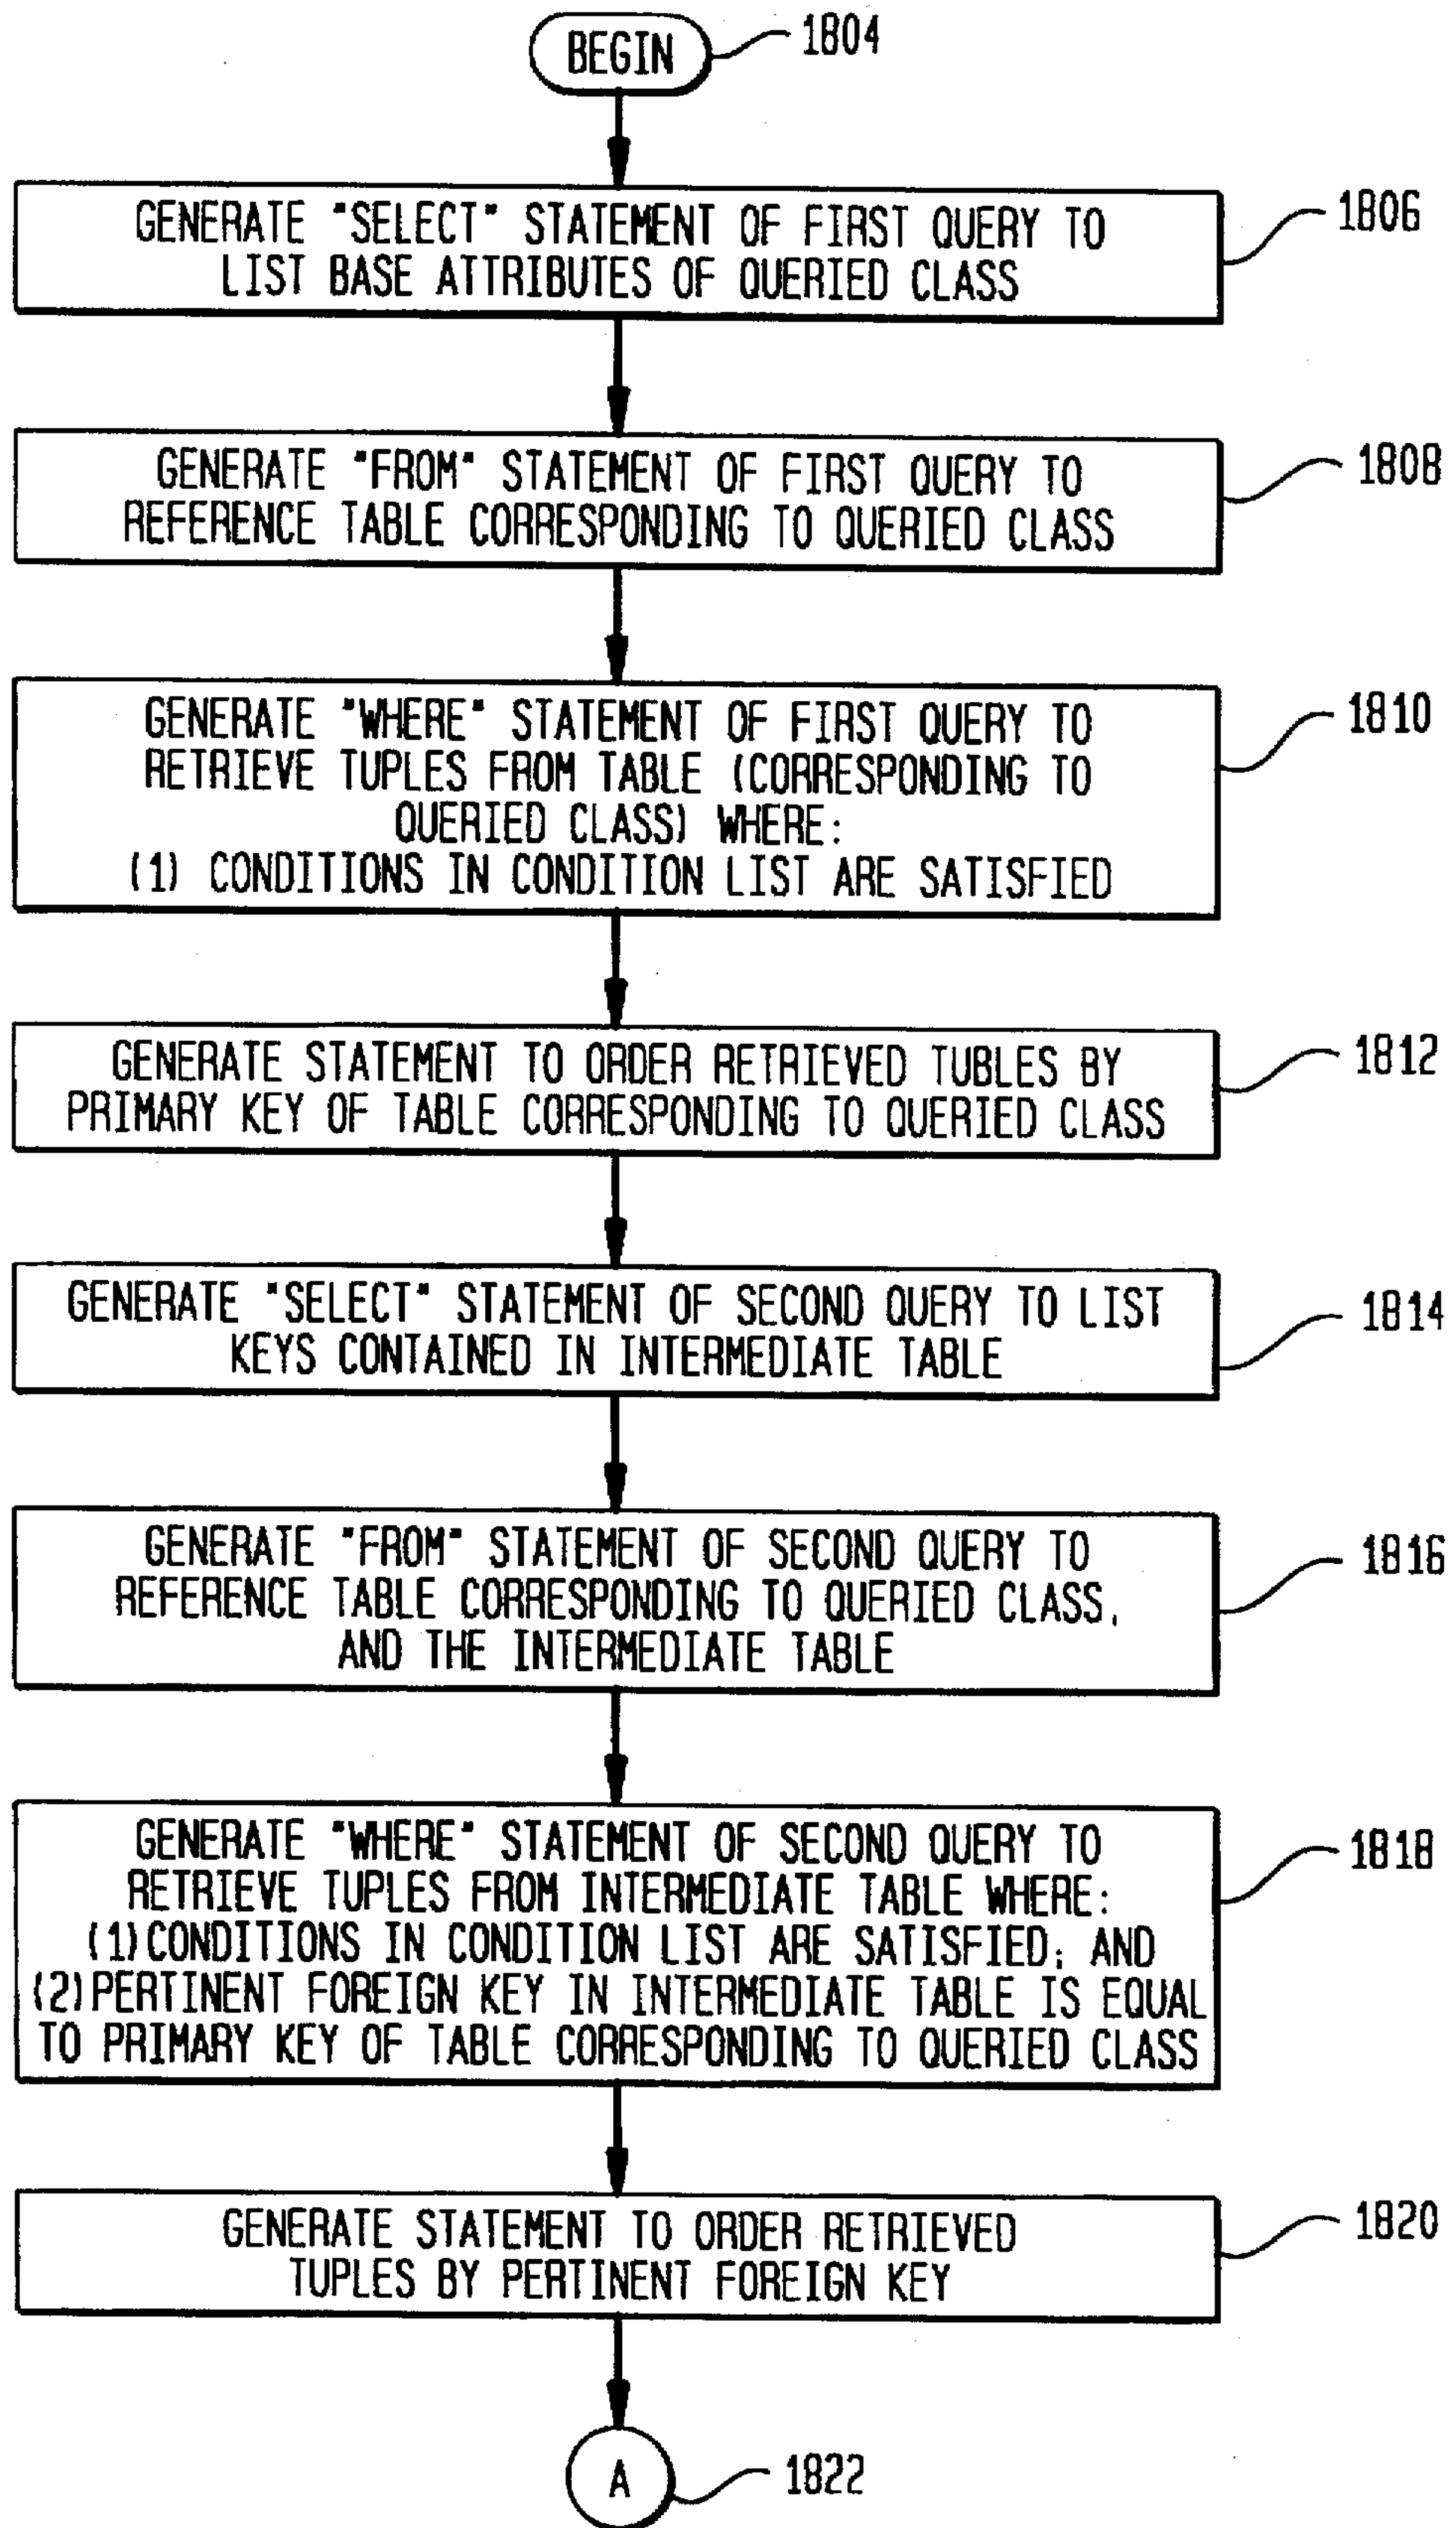 BEGIN
1804
GENERATE "SELECT" STATEMENT OF FIRST QUERY TO
LIST BASE ATTRIBUTES OF QUERIED CLASS
1806
GENERATE "FROM" STATEMENT OF FIRST QUERY TO
REFERENCE TABLE CORRESPONDING TO QUERIED CLASS
1808
GENERATE "WHERE" STATEMENT OF FIRST QUERY TO
RETRIEVE TUPLES FROM TABLE (CORRESPONDING TO
QUERIED CLASS) WHERE:
(1) CONDITIONS IN CONDITION LIST ARE SATISFIED
1810
GENERATE STATEMENT TO ORDER RETRIEVED TUBLES BY
PRIMARY KEY OF TABLE CORRESPONDING TO QUERIED CLASS
1812
GENERATE "SELECT" STATEMENT OF SECOND QUERY TO LIST
KEYS CONTAINED IN INTERMEDIATE TABLE
1814
GENERATE "FROM" STATEMENT OF SECOND QUERY TO
REFERENCE TABLE CORRESPONDING TO QUERIED CLASS,
AND THE INTERMEDIATE TABLE
1816
GENERATE "WHERE" STATEMENT OF SECOND QUERY TO
RETRIEVE TUPLES FROM INTERMEDIATE TABLE WHERE:
(1) CONDITIONS IN CONDITION LIST ARE SATISFIED; AND
(2) PERTINENT FOREIGN KEY IN INTERMEDIATE TABLE IS EQUAL
TO PRIMARY KEY OF TABLE CORRESPONDING TO QUERIED CLASS
1818
GENERATE STATEMENT TO ORDER RETRIEVED
TUPLES BY PERTINENT FOREIGN KEY
1820
A
1822